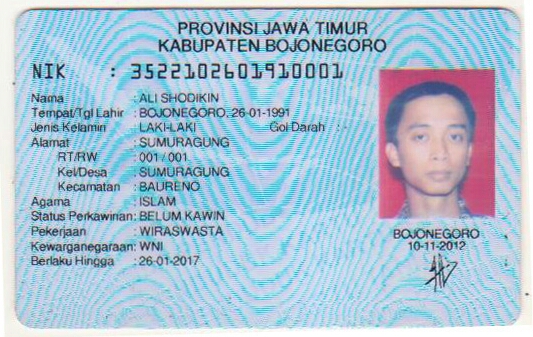 PROVINSI JAWA TIMUR
KABUPATEN BOJONEGORO
NIK : 3522102601910001
Nama : ALI SHODIKIN
Tempat/Tgl Lahir : BOJONEGORO, 26-01-1991
Jenis Kelamin : LAKI-LAKI Gol Darah : -
Alamat : SUMURAGUNG
RT/RW : 001 / 001
Kel/Desa : SUMURAGUNG
Kecamatan : BAURENO
Agama : ISLAM
Status Perkawinan: BELUM KAWIN
Pekerjaan : WIRASWASTA
Kewarganegaraan: WNI
Berlaku Hingga : 26-01-2017
BOJONEGORO
10-11-2012